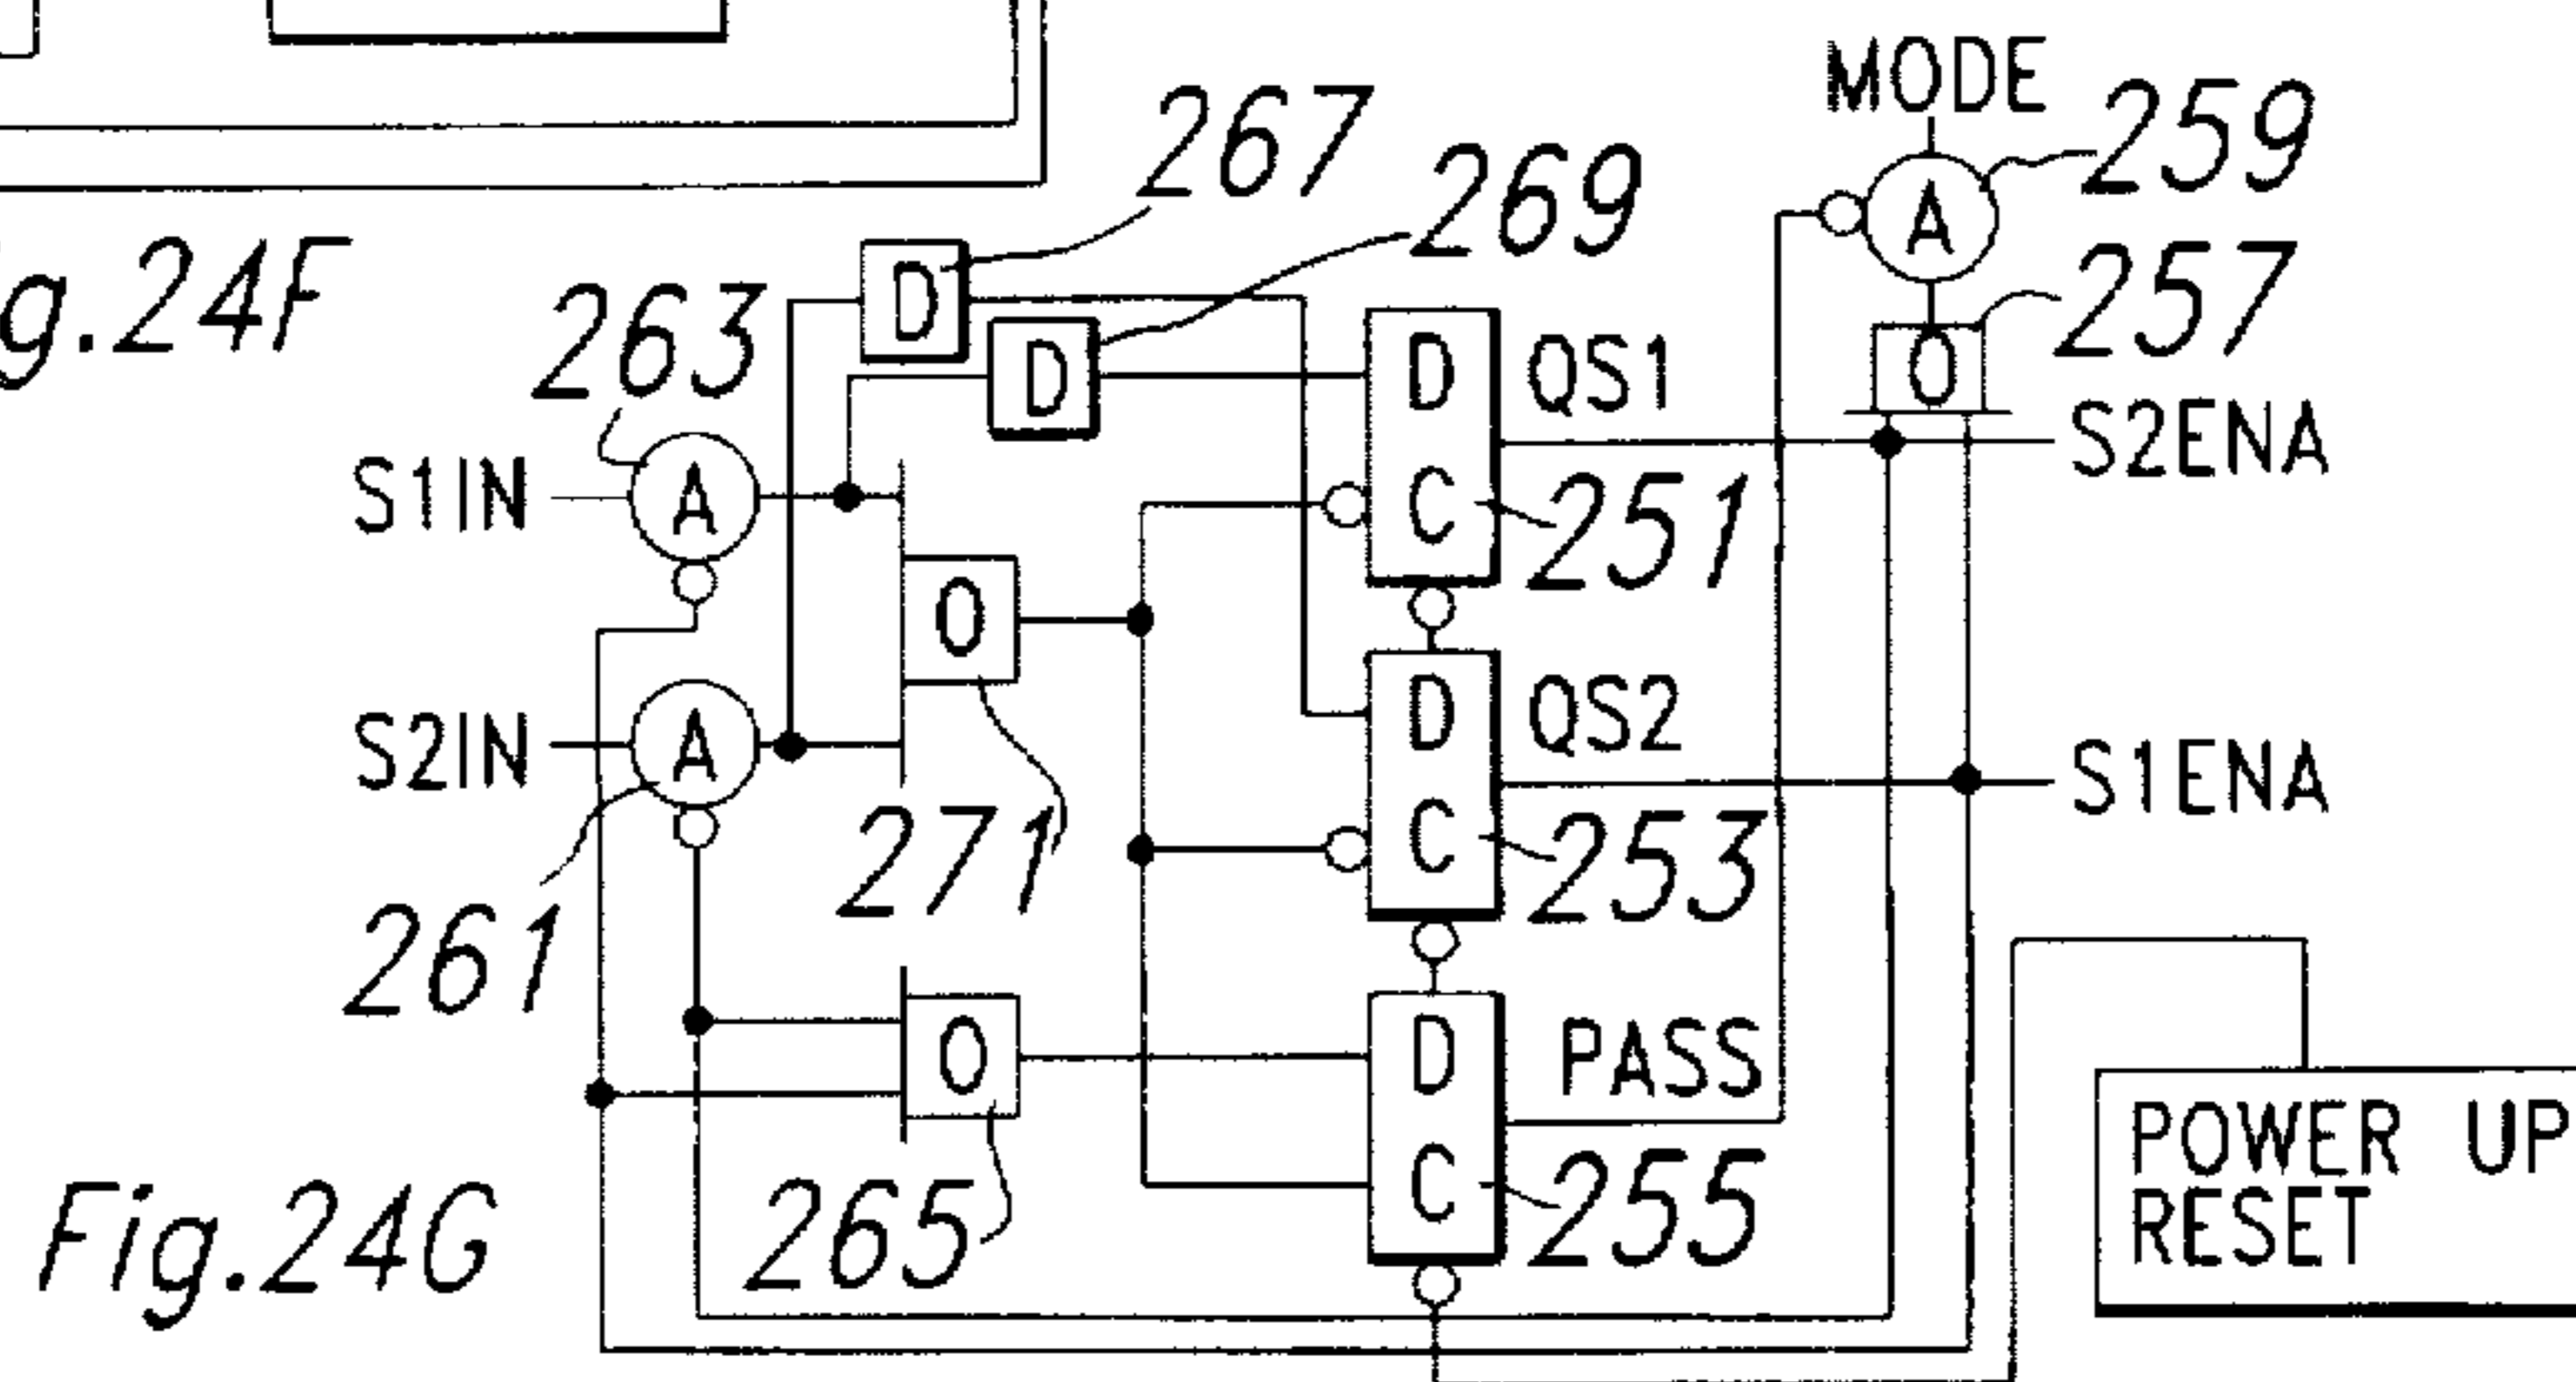 MODE
259
267
A
269
g.24F
D
257
263
D
D
QS1
O
S2ENA
S1IN
A
C
251
O
S2IN
A
D
QS2
S1ENA
271
C
253
261
O
D
PASS
POWER UP
RESET
C
255
265
Fig.24G